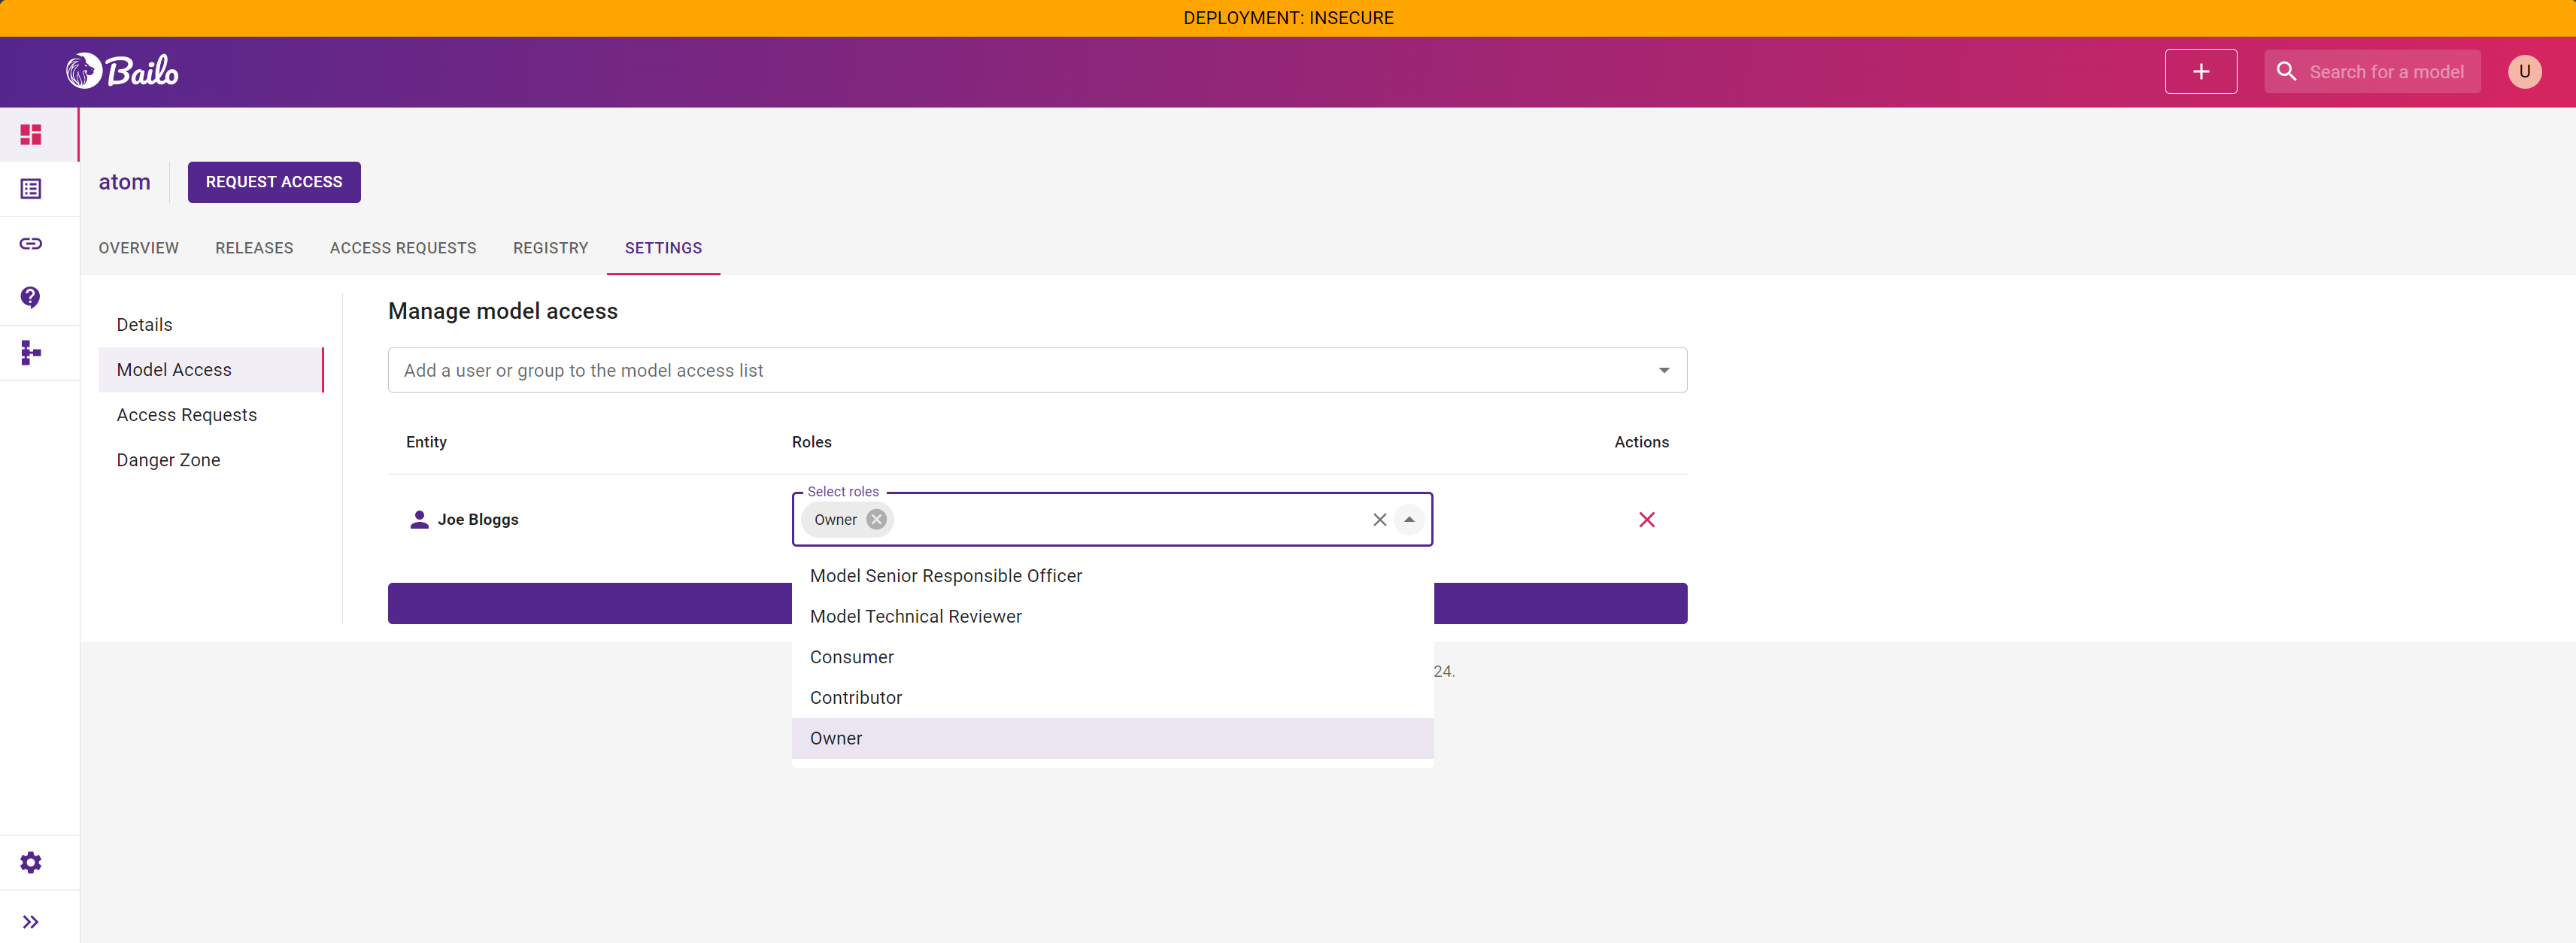 DEPLOYMENT: INSECURE
Bailo
Search for a model
U
atom
REQUEST ACCESS
OVERVIEW RELEASES ACCESS REQUESTS REGISTRY SETTINGS
Details
Model Access
Access Requests
Danger Zone
Manage model access
Add a user or group to the model access list
Entity Roles Actions
Select roles
Joe Bloggs Owner
Model Senior Responsible Officer
Model Technical Reviewer
Consumer
Contributor
Owner
24.